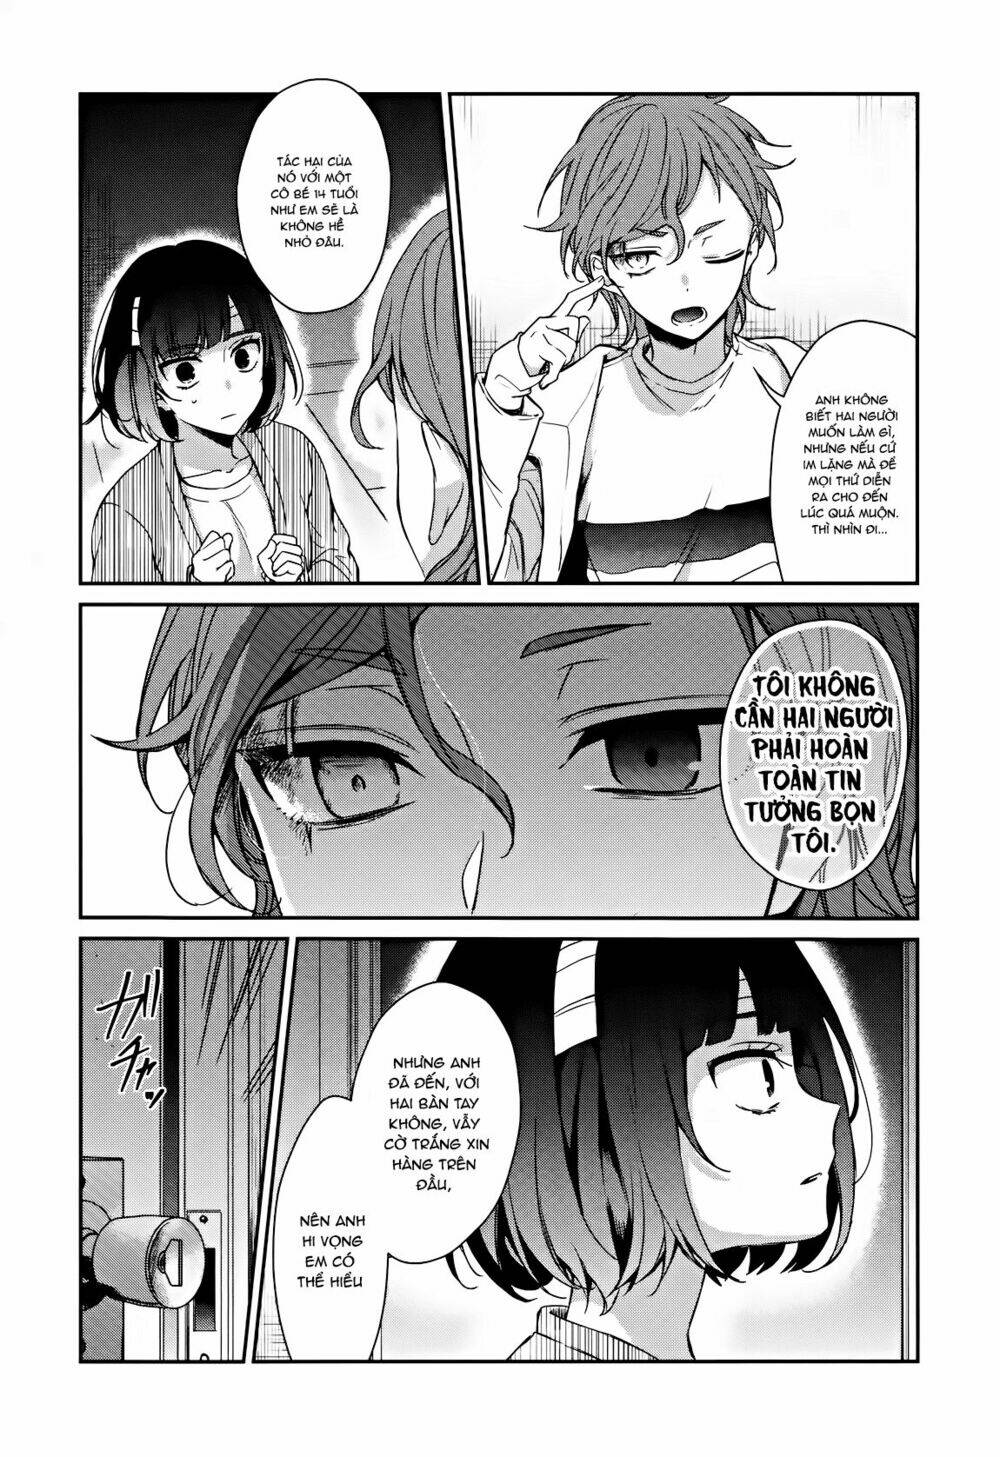 ANH KHÔNG
BIẾT HAI NGƯỜI
MUỐN LÀM GÌ,
NHƯNG NẾU CỨ
IM LẶNG MÀ ĐỂ
MỌI THỨ DIỄN
RA CHO ĐẾN
LÚC QUÁ MUỘN.
THÌ NHÌN ĐI...
TÁC HẠI CỦA
NÓ VỚI MỘT
CÔ BÉ 14 TUỔI
NHƯ EM SẼ LÀ
KHÔNG HỀ
NHỎ ĐÂU.
TÔI KHÔNG
CẦN HAI NGƯỜI
PHẢI HOÀN
TOÀN TIN
TƯỞNG BỌN
TÔI.
NHƯNG ANH
ĐÃ ĐẾN, VỚI
HAI BÀN TAY
KHÔNG, VẪY
CỜ TRẮNG XIN
HÀNG TRÊN
ĐẦU,
NÊN ANH
HI VỌNG
EM CÓ
THỂ HIỂU
ガチャッ